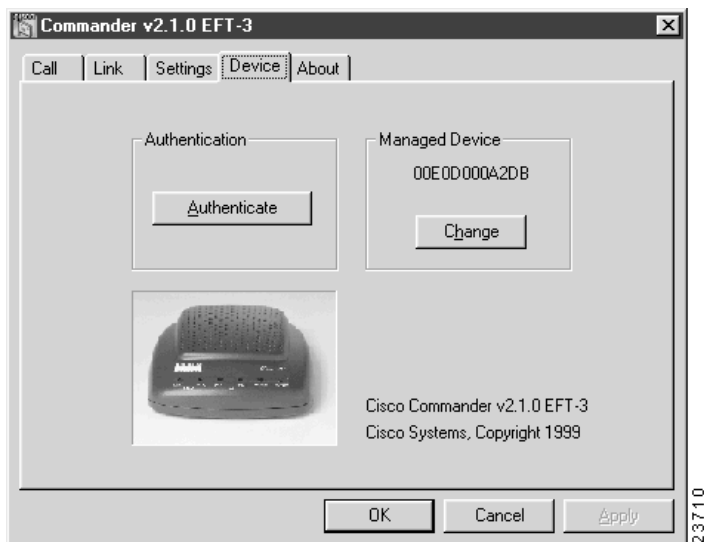 Commander v2.1.0 EFT-3
Call Link Settings Device About
Authentication
Authenticate
Managed Device
00E0D000A2DB
Change
Cisco Commander v2.1.0 EFT-3
Cisco Systems, Copyright 1999
OK Cancel Apply
23710